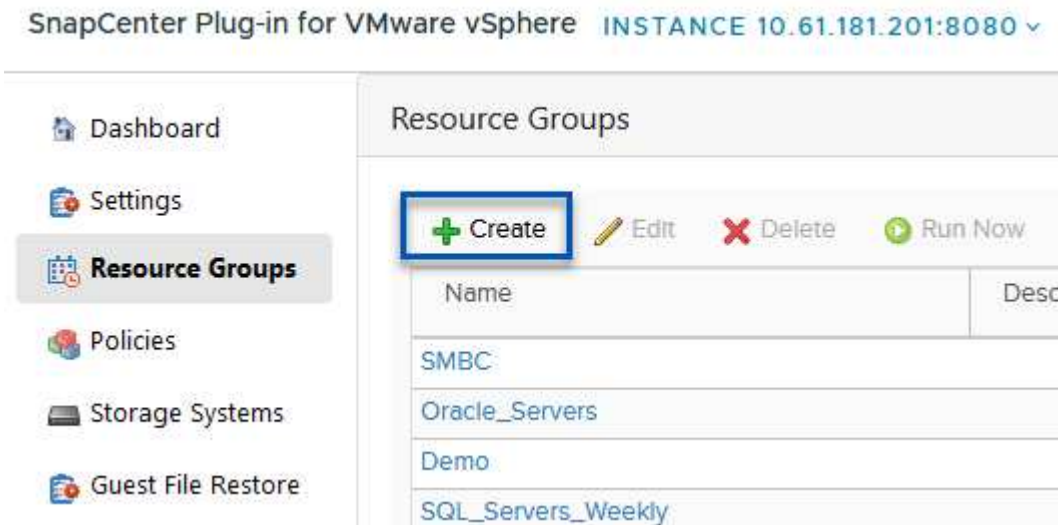 SnapCenter Plug-in for VMware vSphere INSTANCE 10.61.181.201:8080
Dashboard
Settings
Resource Groups
Policies
Storage Systems
Guest File Restore
Resource Groups
Create Edit Delete Run Now
Name Desc
SMBC
Oracle_Servers
Demo
SQL_Servers_Weekly